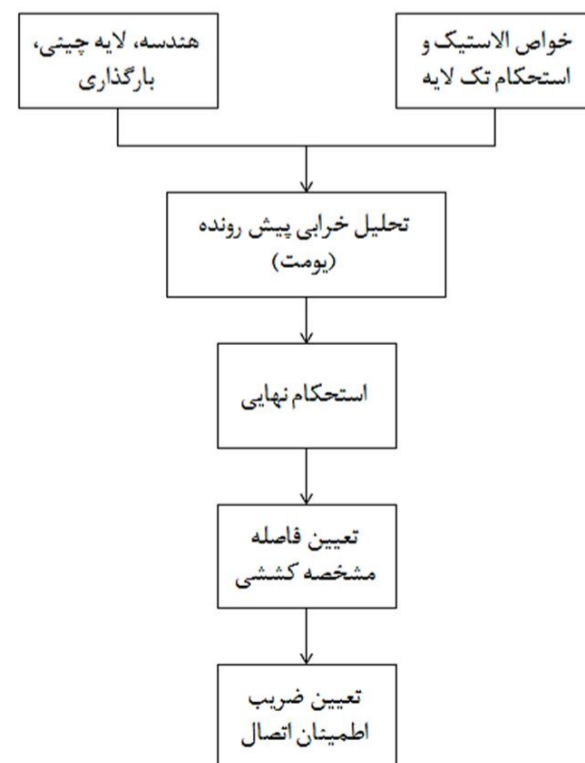 خواص الاستیک و
استحکام تک لایه
هندسه، لایه چینی،
بارگذاری
تحلیل خرابی پیش رونده
(یومت)
استحکام نهایی
تعیین فاصله
مشخصه کششی
تعیین ضریب
اطمینان اتصال